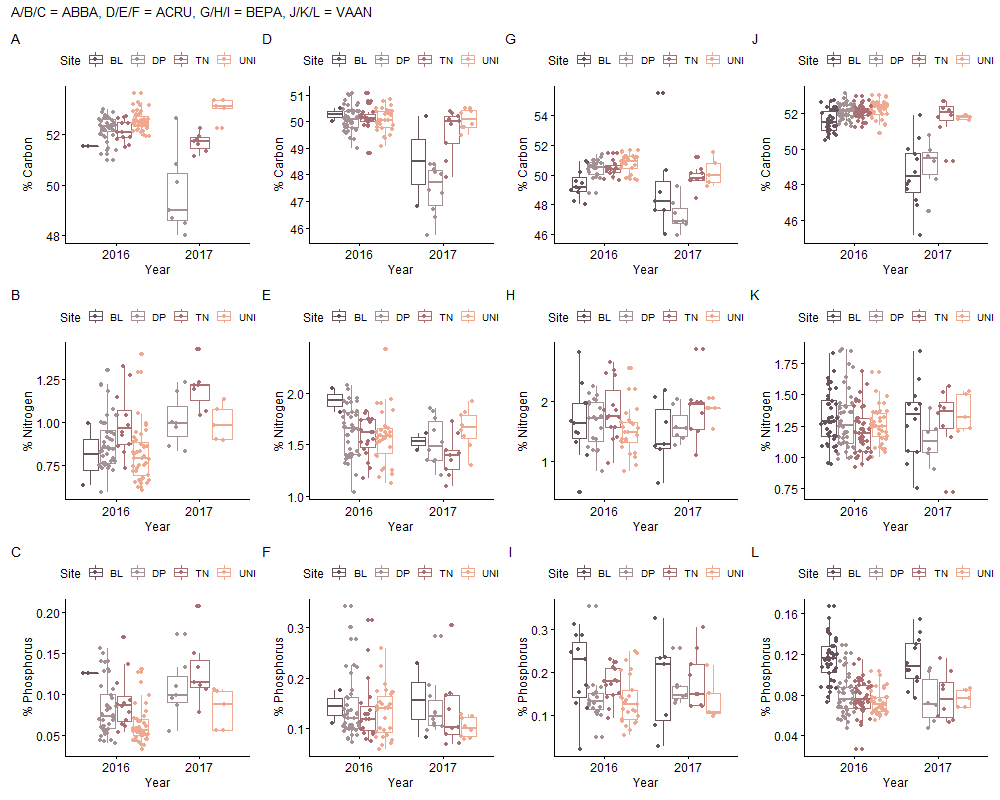 A/B/C = ABBA, D/E/F = ACRU, G/H/I = BEPA, J/K/L = VAAN
A
Site BL DP TN UNI
% Carbon
52
50
48
2016 2017
Year
D
Site BL DP TN UNI
% Carbon
51
50
49
48
47
46
2016 2017
Year
G
Site BL DP TN UNI
% Carbon
54
52
50
48
46
2016 2017
Year
J
Site BL DP TN UNI
% Carbon
52
50
48
46
2016 2017
Year
B
Site BL DP TN UNI
% Nitrogen
1.25
1.00
0.75
2016 2017
Year
E
Site BL DP TN UNI
% Nitrogen
2.0
1.5
1.0
2016 2017
Year
H
Site BL DP TN UNI
% Nitrogen
2
1
2016 2017
Year
K
Site BL DP TN UNI
% Nitrogen
1.75
1.50
1.25
1.00
0.75
2016 2017
Year
C
Site BL DP TN UNI
% Phosphorus
0.20
0.15
0.10
0.05
2016 2017
Year
F
Site BL DP TN UNI
% Phosphorus
0.3
0.2
0.1
2016 2017
Year
I
Site BL DP TN UNI
% Phosphorus
0.3
0.2
0.1
2016 2017
Year
L
Site BL DP TN UNI
% Phosphorus
0.16
0.12
0.08
0.04
2016 2017
Year